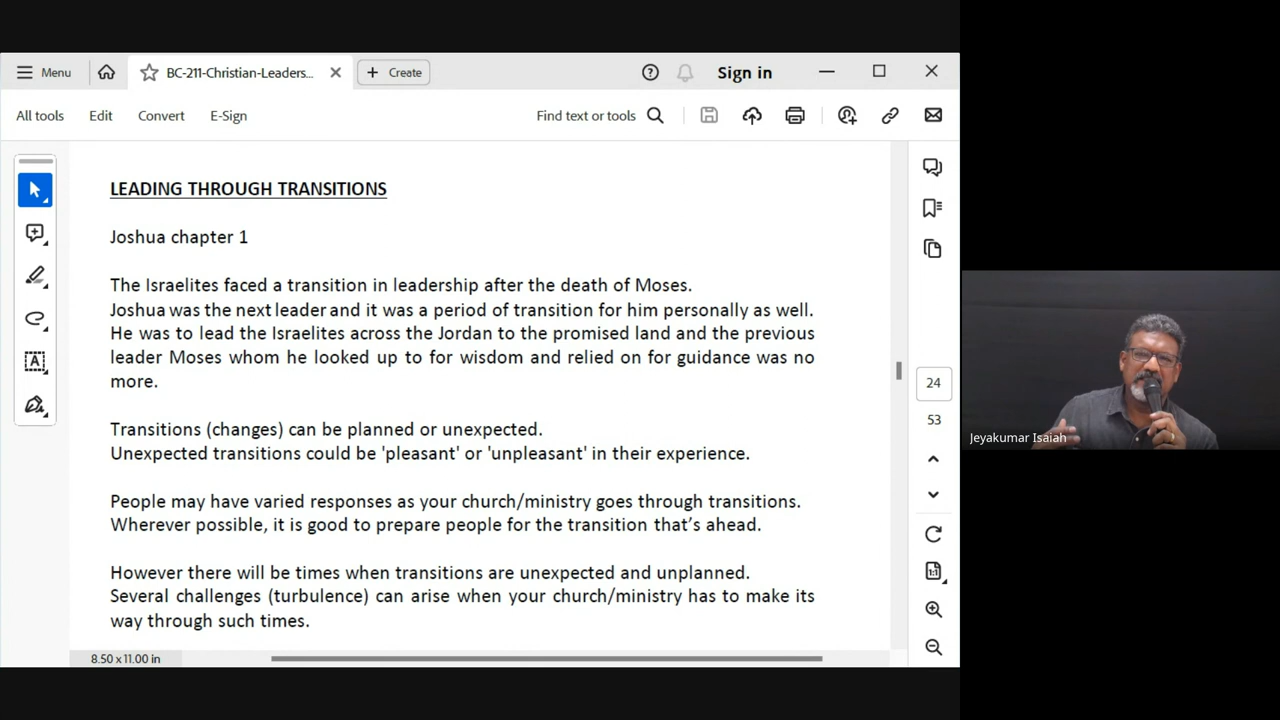 Menu
BC-211-Christian-Leaders...
Create
Sign in
All tools
Edit
Convert
E-Sign
Find text or tools
LEADING THROUGH TRANSITIONS
Joshua chapter 1
The Israelites faced a transition in leadership after the death of Moses.
Joshua was the next leader and it was a period of transition for him personally as well.
He was to lead the Israelites across the Jordan to the promised land and the previous
leader Moses whom he looked up to for wisdom and relied on for guidance was no
more.
Transitions (changes) can be planned or unexpected.
Unexpected transitions could be 'pleasant' or 'unpleasant' in their experience.
People may have varied responses as your church/ministry goes through transitions.
Wherever possible, it is good to prepare people for the transition that’s ahead.
However there will be times when transitions are unexpected and unplanned.
Several challenges (turbulence) can arise when your church/ministry has to make its
way through such times.
8.50 x 11.00 in
24
53
1:1
Jeyakumar Isaiah